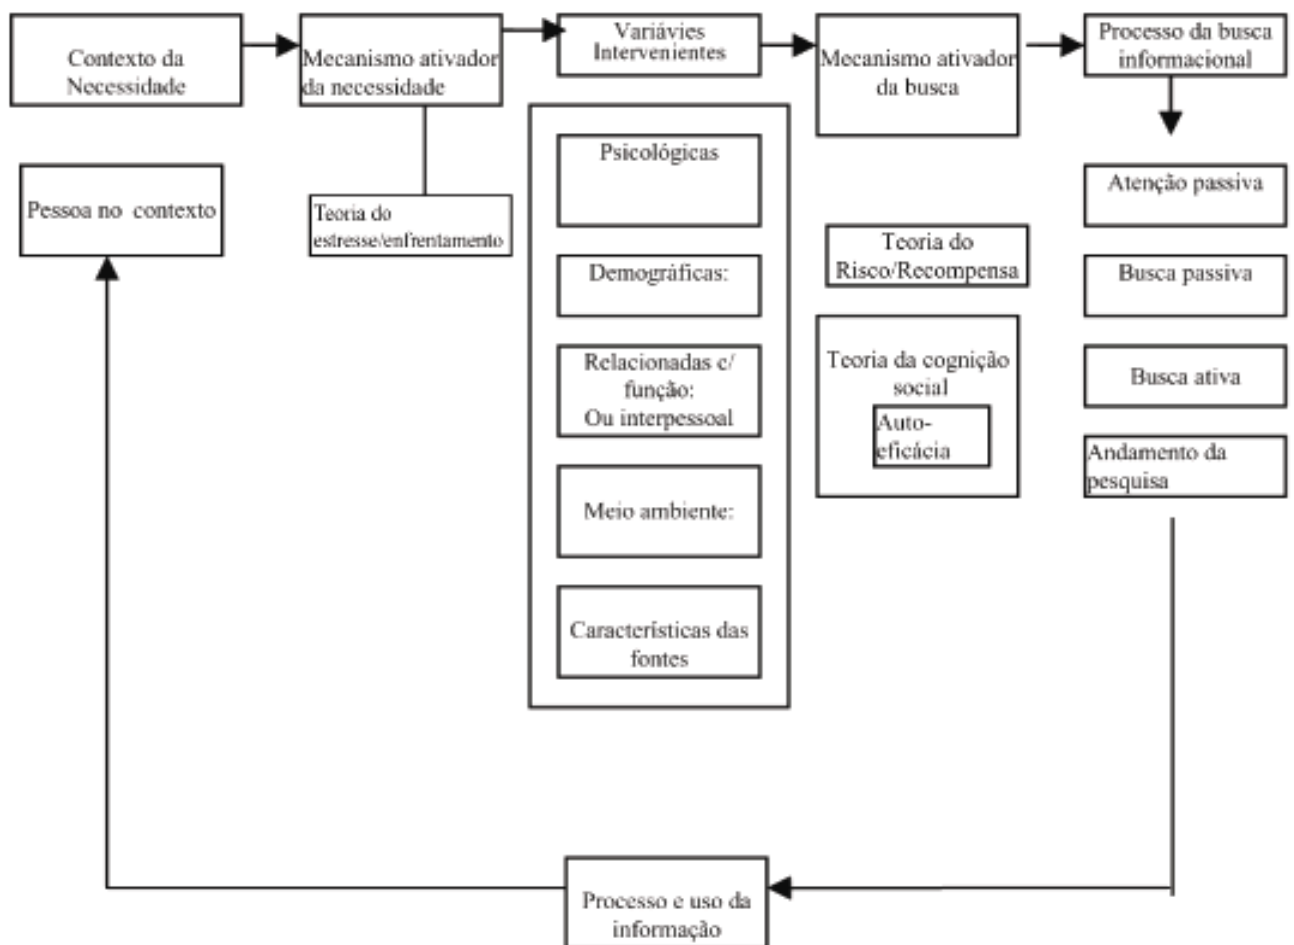 Contexto da
Necessidade
Mecanismo ativador
da necessidade
Variávies
Intervenientes
Mecanismo ativador
da busca
Processo da busca
informacional
Pessoa no contexto
Teoria do
estresse/enfrentamento
Psicológicas
Demográficas:
Relacionadas c/
função:
Ou interpessoal
Meio ambiente:
Características das
fontes
Teoria do
Risco/Recompensa
Teoria da cognição
social
Auto-
eficácia
Atenção passiva
Busca passiva
Busca ativa
Andamento da
pesquisa
Processo e uso da
informação